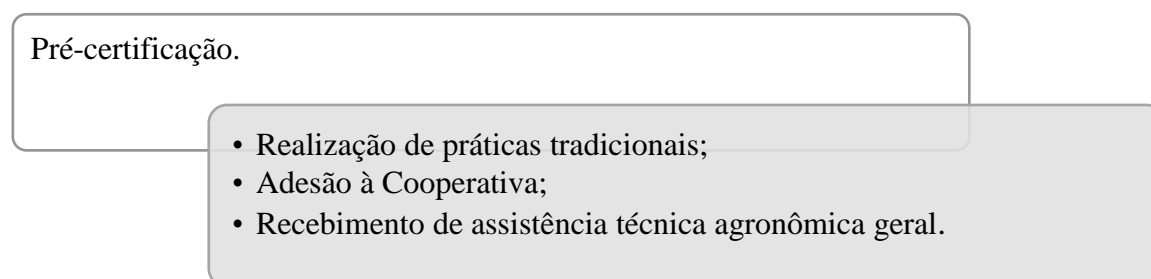 Pré-certificação.
• Realização de práticas tradicionais;
• Adesão à Cooperativa;
• Recebimento de assistência técnica agronômica geral.